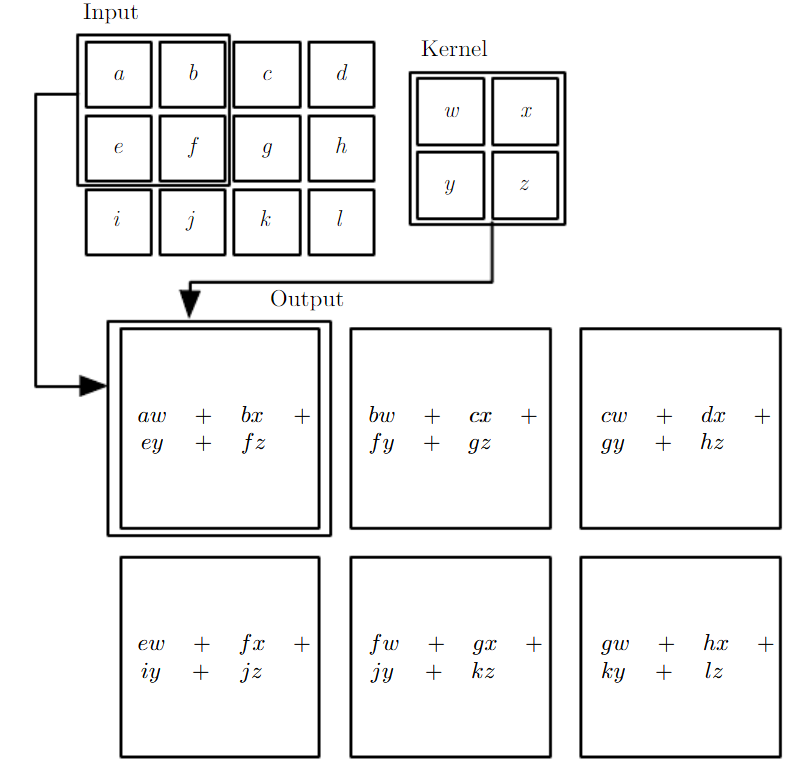 Input
Kernel
a b c d
w x
e f g h
y z
i j k l
Output
aw + bx +
ey + fz
bw + cx +
fy + gz
cw + dx +
gy + hz
ew + fx +
iy + jz
fw + gx +
jy + kz
gw + hx +
ky + lz